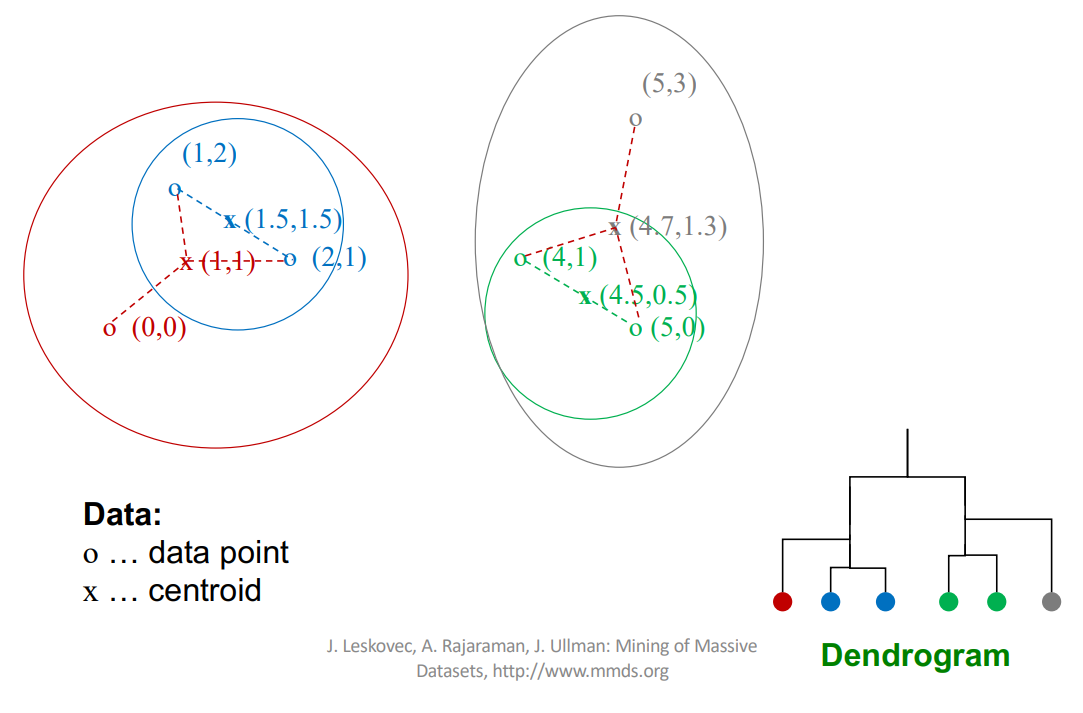 (5,3)
o
(1,2)
o
x (1.5,1.5)
x (4.7,1.3)
x (1,1)
o (2,1)
o (4,1)
x (4.5,0.5)
o (0,0)
o (5,0)
Data:
o … data point
x … centroid
J. Leskovec, A. Rajaraman, J. Ullman: Mining of Massive
Datasets, http://www.mmds.org
Dendrogram